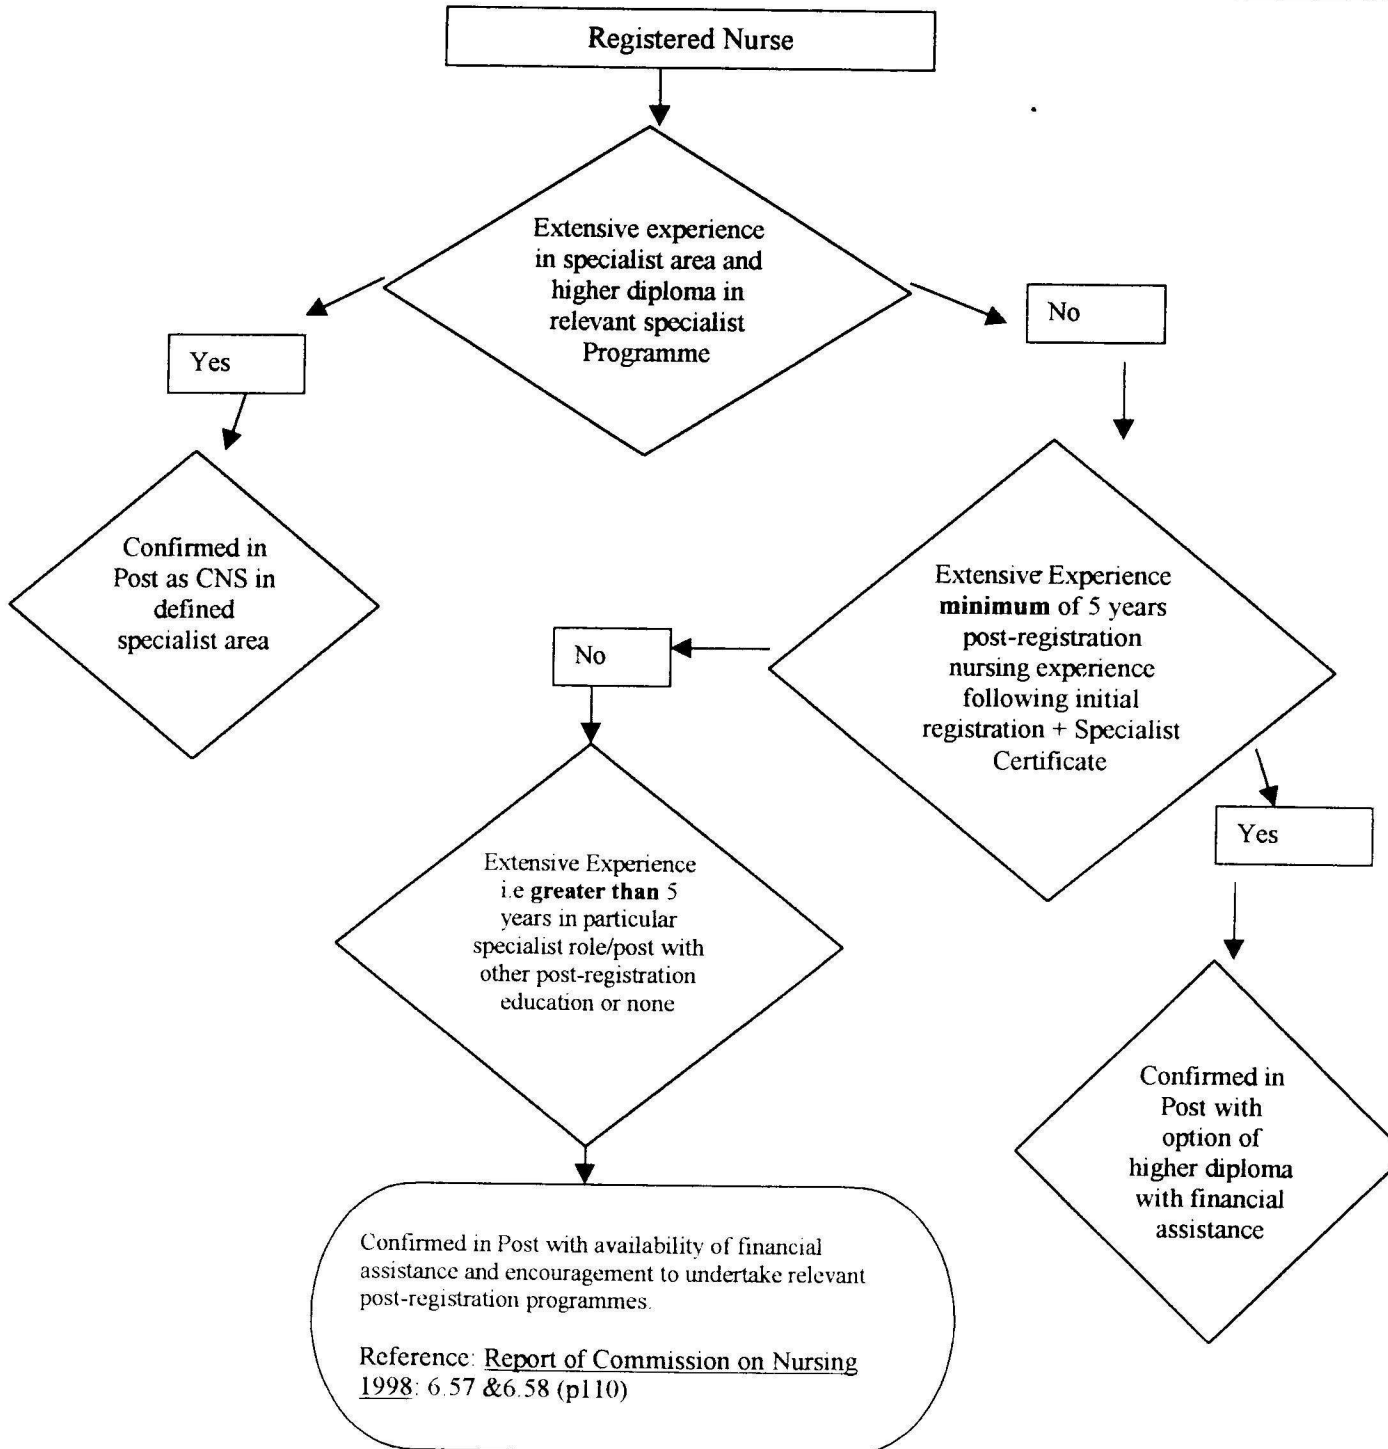 Registered Nurse
Extensive experience
in specialist area and
higher diploma in
relevant specialist
Programme
Yes
No
Confirmed in
Post as CNS in
defined
specialist area
Extensive Experience
minimum of 5 years
post-registration
nursing experience
following initial
registration + Specialist
Certificate
No
Yes
Extensive Experience
i.e greater than 5
years in particular
specialist role/post with
other post-registration
education or none
Confirmed in
Post with
option of
higher diploma
with financial
assistance
Confirmed in Post with availability of financial
assistance and encouragement to undertake relevant
post-registration programmes.
Reference: Report of Commission on Nursing
1998: 6.57 &6.58 (p110)